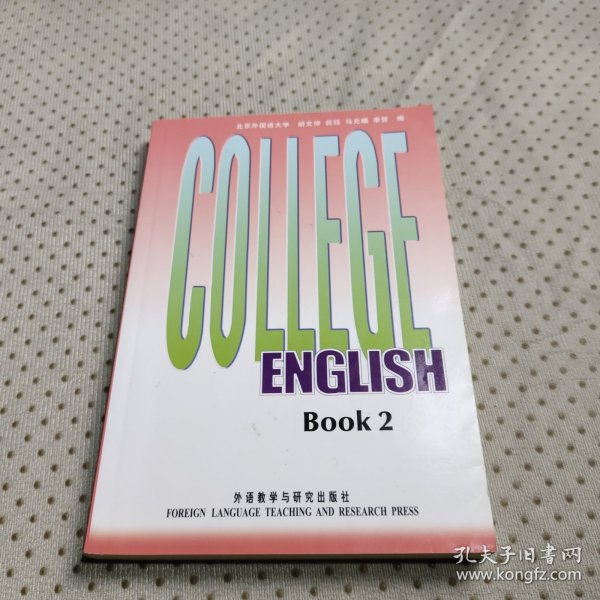 北京外国语大学 胡文仲 祝珏 马元曦 李贺 编
COLLEGE
ENGLISH
Book 2
外语教学与研究出版社
FOREIGN LANGUAGE TEACHING AND RESEARCH PRESS
孔夫子旧书网
www.kongfz.com